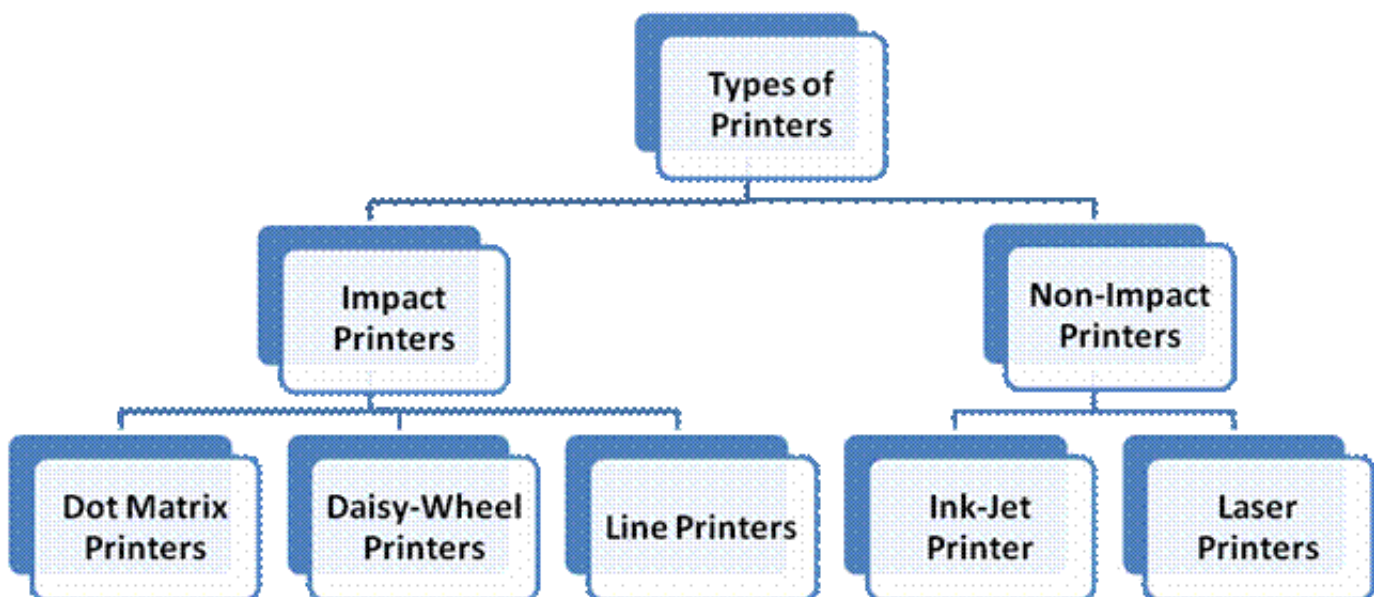 Types of
Printers
Impact
Printers
Non-Impact
Printers
Dot Matrix
Printers
Daisy-Wheel
Printers
Line Printers
Ink-Jet
Printer
Laser
Printers